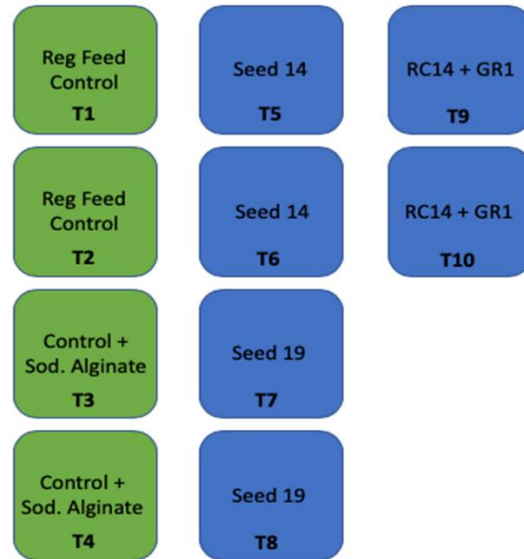 Reg Feed
Control
T1
Seed 14
T5
RC14 + GR1
T9
Reg Feed
Control
T2
Seed 14
T6
RC14 + GR1
T10
Control +
Sod. Alginate
T3
Seed 19
T7
Control +
Sod. Alginate
T4
Seed 19
T8